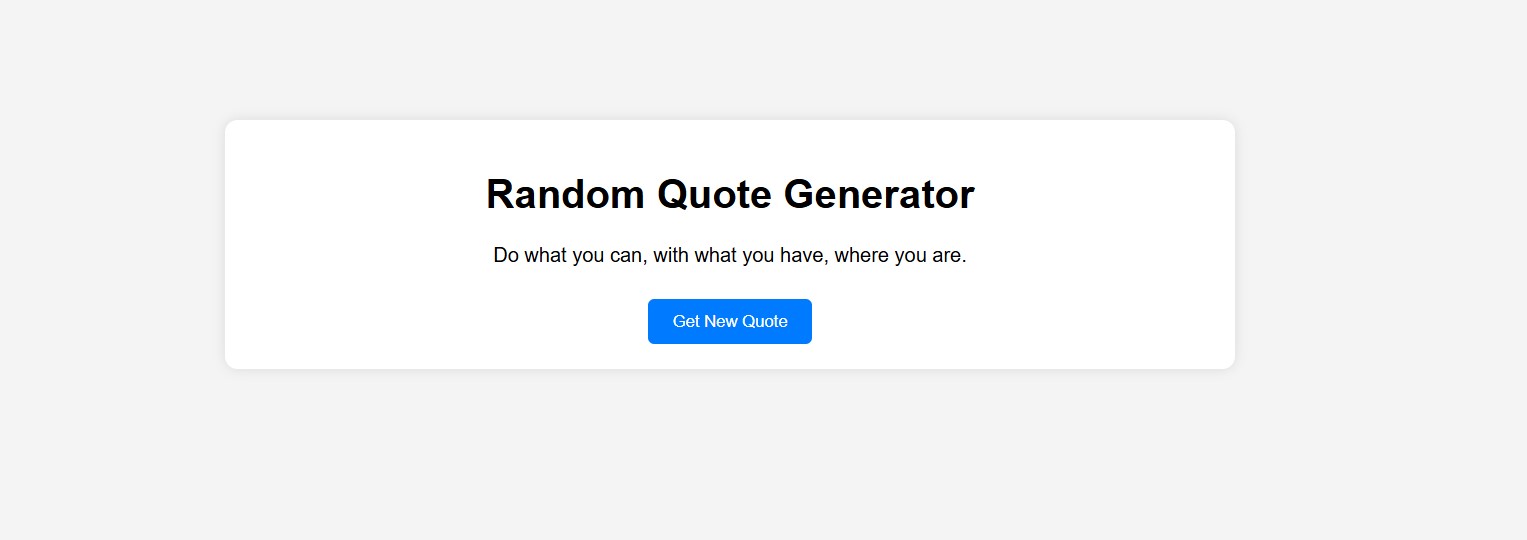 Random Quote Generator
Do what you can, with what you have, where you are.
Get New Quote